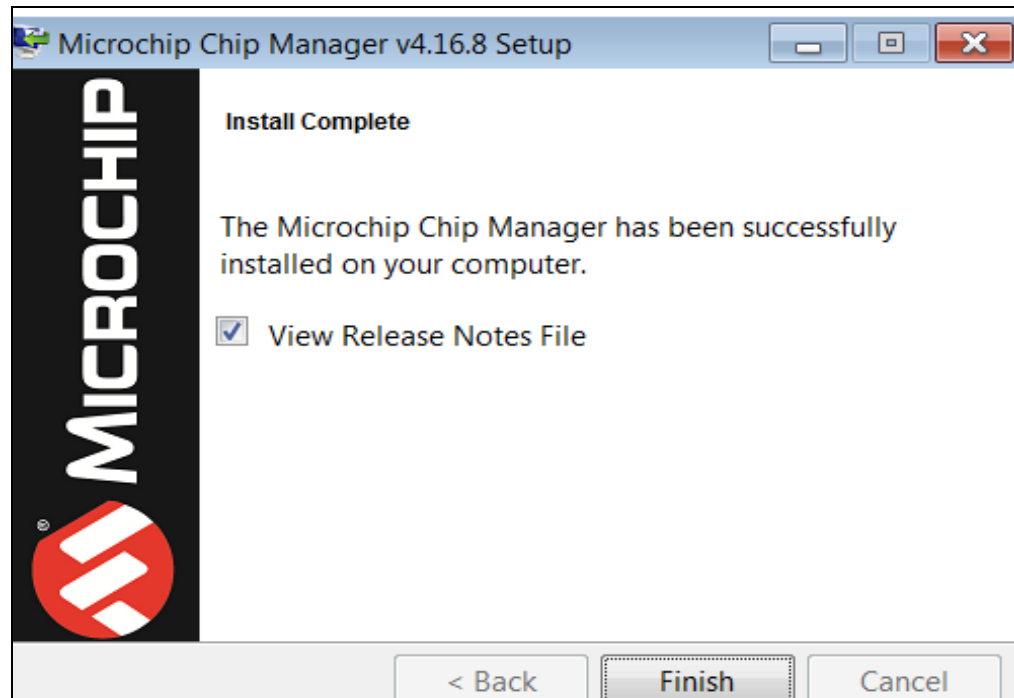 Microchip Chip Manager v4.16.8 Setup
MICROCHIP
®
Install Complete
The Microchip Chip Manager has been successfully
installed on your computer.
View Release Notes File
< Back
Finish
Cancel